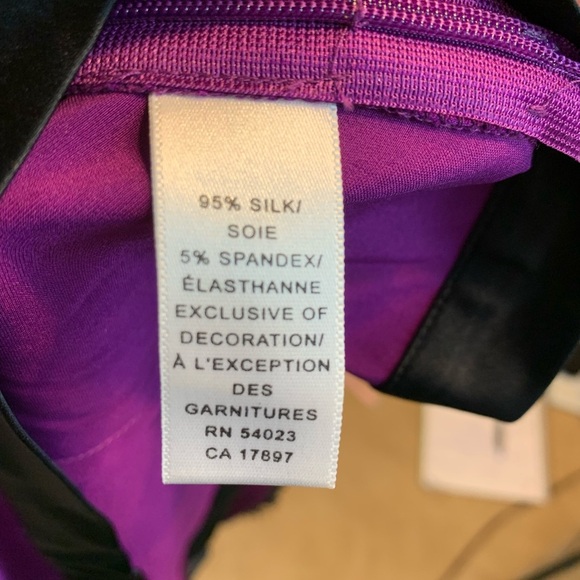 95% SILK/
SOIE
5% SPANDEX/
ÉLASTHANNE
EXCLUSIVE OF
DECORATION/
À L'EXCEPTION
DES
GARNITURES
RN 54023
CA 17897